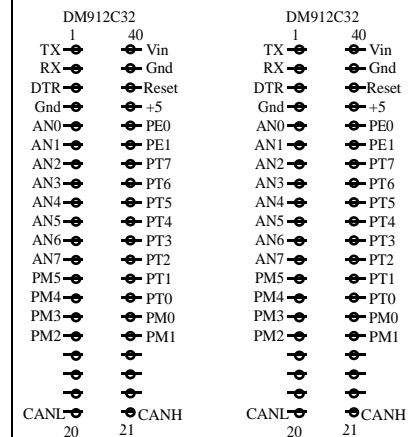 DM912C32 DM912C32
1 40 1 40
TX Vin TX Vin
RX Gnd RX Gnd
DTR Reset DTR Reset
Gnd +5 Gnd +5
AN0 PE0 AN0 PE0
AN1 PE1 AN1 PE1
AN2 PT7 AN2 PT7
AN3 PT6 AN3 PT6
AN4 PT5 AN4 PT5
AN5 PT4 AN5 PT4
AN6 PT3 AN6 PT3
AN7 PT2 AN7 PT2
PM5 PT1 PM5 PT1
PM4 PT0 PM4 PT0
PM3 PM0 PM3 PM0
PM2 PM1 PM2 PM1
CANL CANH CANL CANH
20 21 20 21